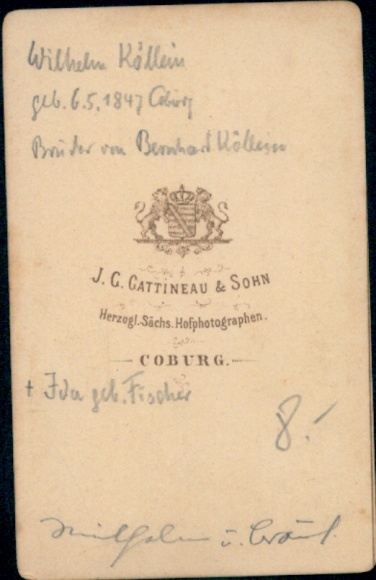 Wilhelm Köllein
geb. 6.5.1847 Coburg
Bruder von Bernhard Köllein
J. G. GATTINEAU & SOHN
Herzogl. Sächs. Hofphotographen.
COBURG.
+ Ida geb. Fischer
8.-
Wilhelm u. Braut.